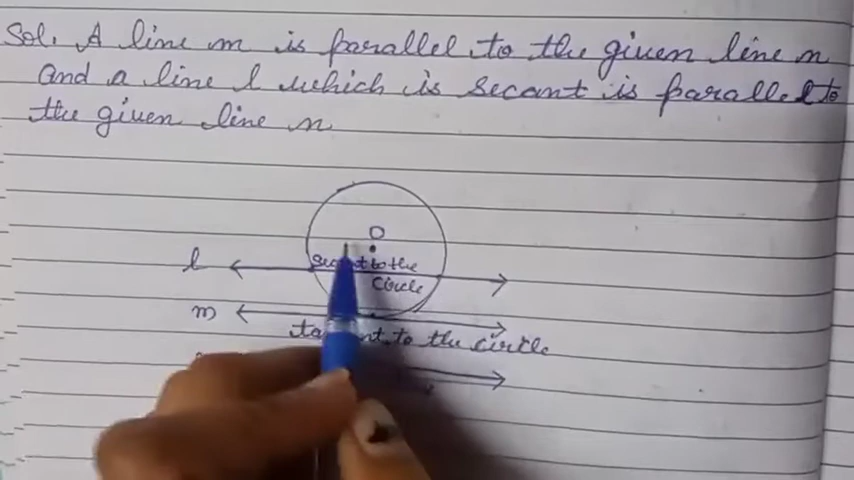 Sol. A line m is parallel to the given line n
and a line l which is secant is parallel to
the given line n
O
l
secant to the
circle
m
tangent to the circle